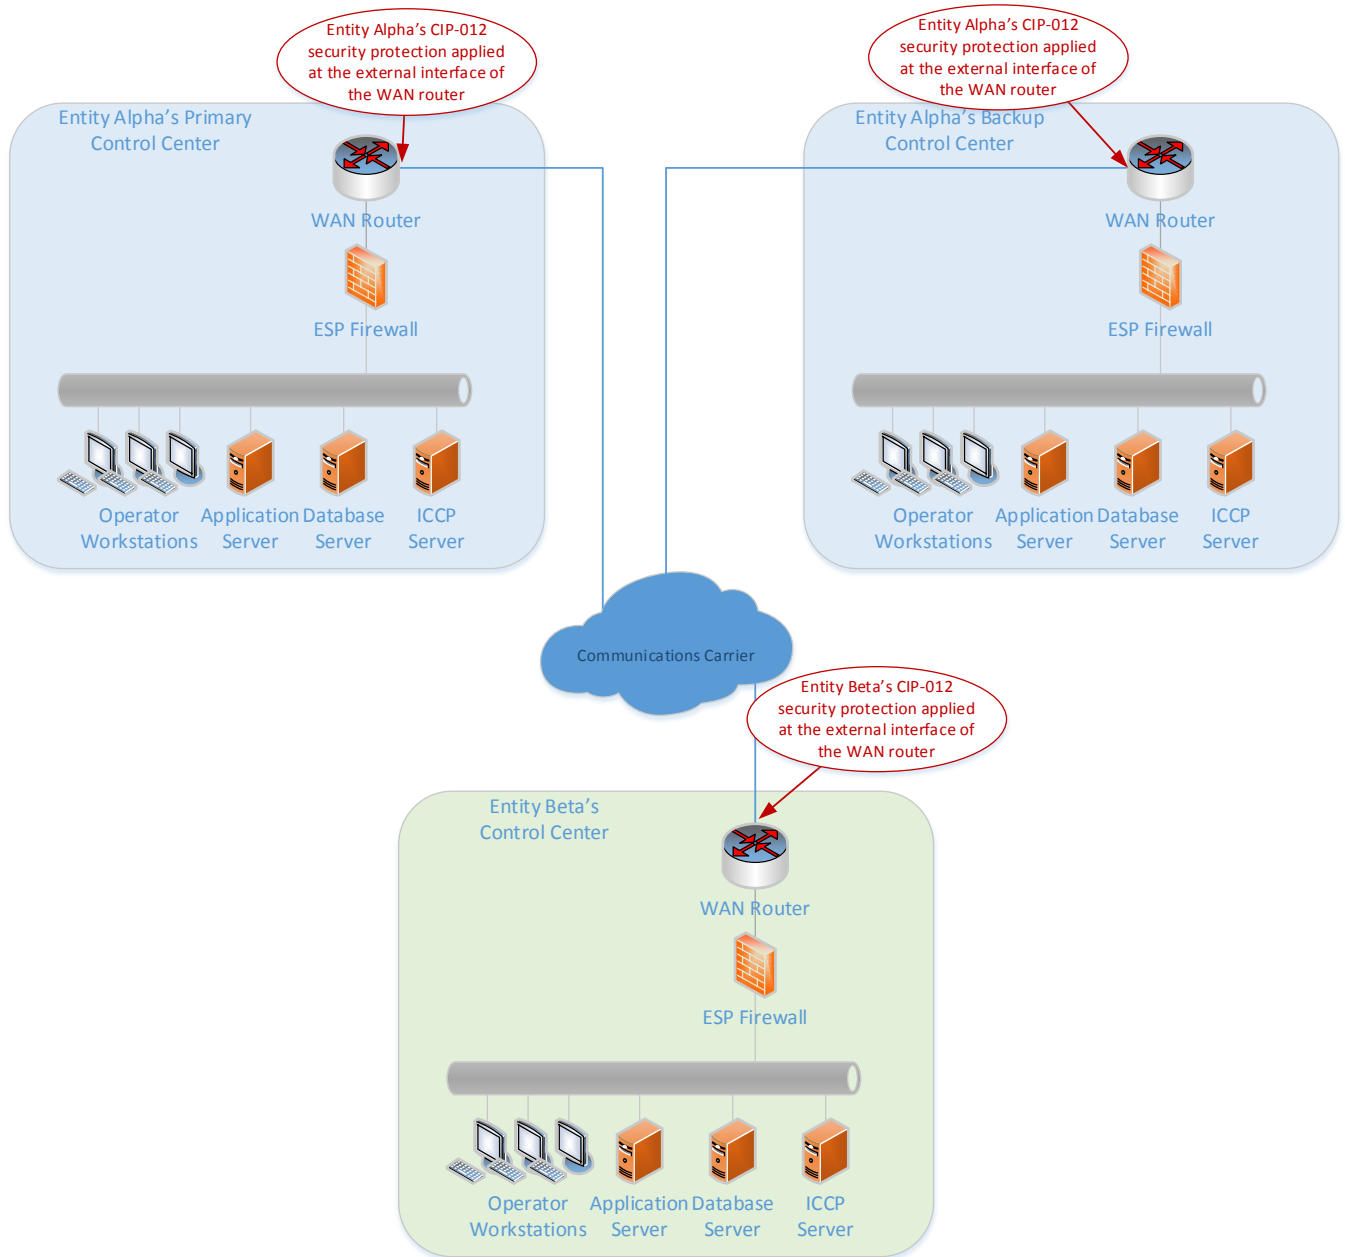 Entity Alpha's CIP-012
security protection applied
at the external interface of
the WAN router
Entity Alpha's CIP-012
security protection applied
at the external interface of
the WAN router
Entity Alpha's Primary
Control Center
WAN Router
ESP Firewall
Operator
Workstations
Application
Server
Database
Server
ICCP
Server
Entity Alpha's Backup
Control Center
WAN Router
ESP Firewall
Operator
Workstations
Application
Server
Database
Server
ICCP
Server
Communications Carrier
Entity Beta's CIP-012
security protection applied
at the external interface of
the WAN router
Entity Beta's
Control Center
WAN Router
ESP Firewall
Operator
Workstations
Application
Server
Database
Server
ICCP
Server